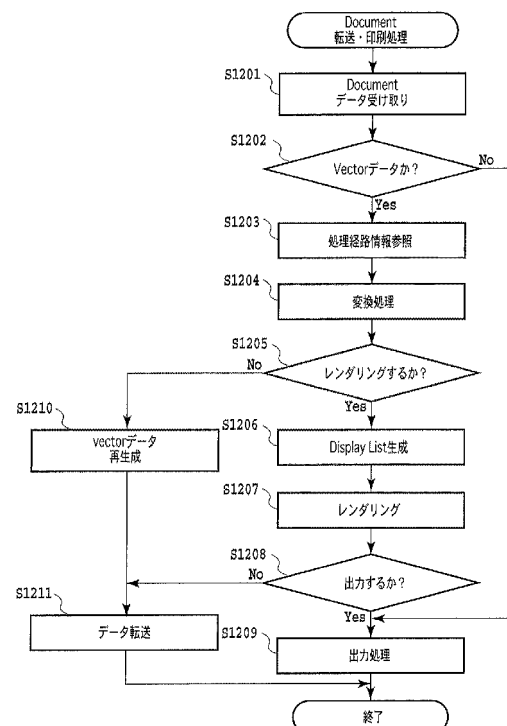 Document
転送・印刷処理
S1201
Document
データ受け取り
S1202
Vectorデータか？
No
Yes
S1203
処理経路情報参照
S1204
変換処理
S1205
レンダリングするか？
No
Yes
S1210
vectorデータ
再生成
S1206
Display List生成
S1207
レンダリング
S1208
出力するか？
No
Yes
S1211
データ転送
S1209
出力処理
終了